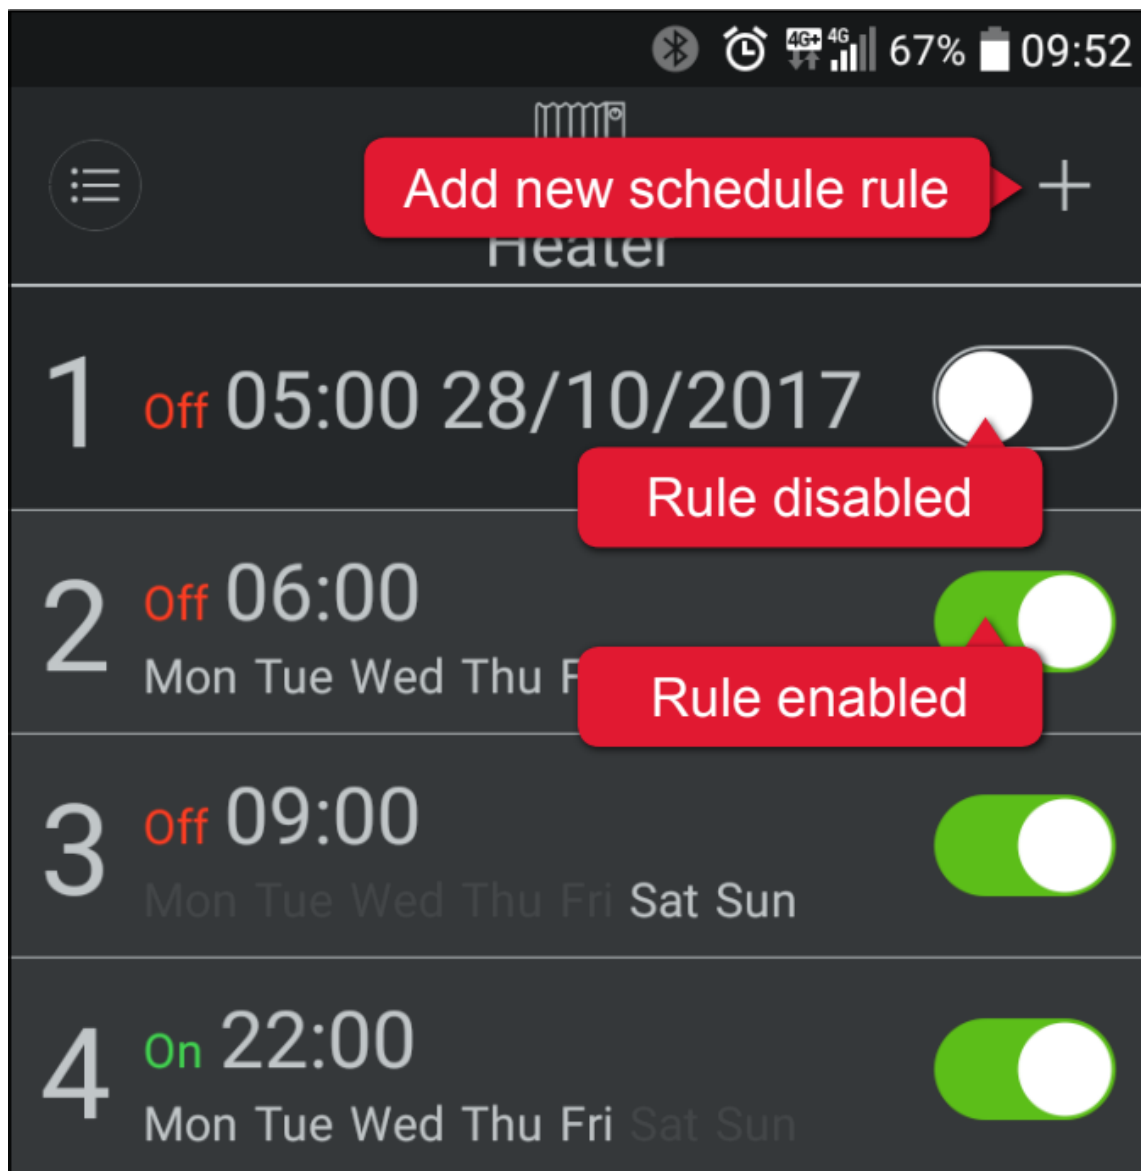 4G+ 4G 67% 09:52
Add new schedule rule
Heater
1 Off 05:00 28/10/2017
Rule disabled
2 Off 06:00
Mon Tue Wed Thu F
Rule enabled
3 Off 09:00
Mon Tue Wed Thu Fri Sat Sun
4 On 22:00
Mon Tue Wed Thu Fri Sat Sun